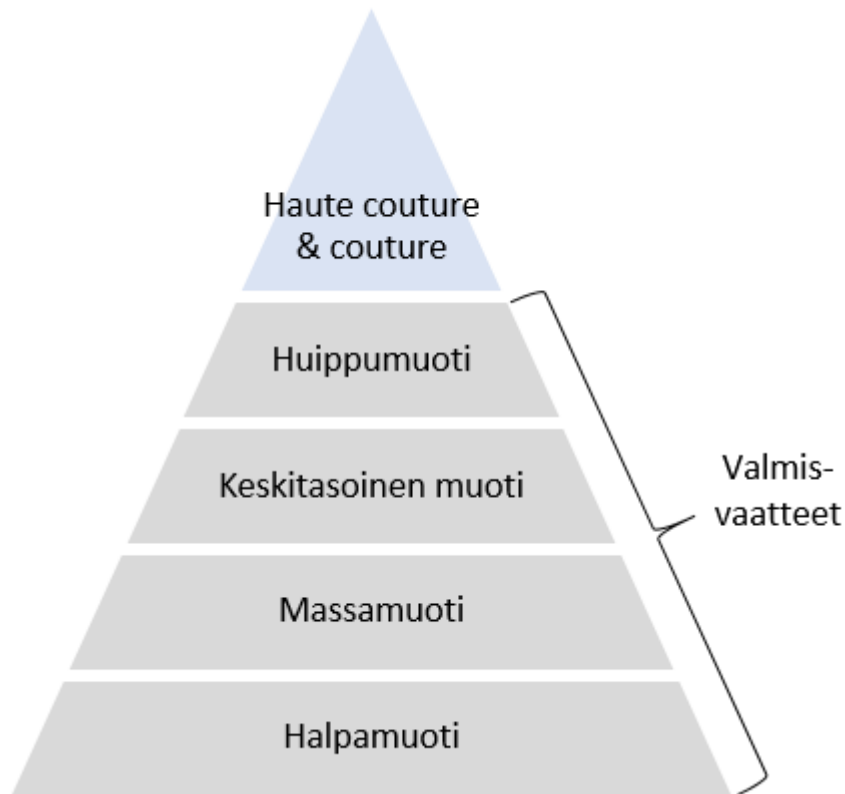 Haute couture
& couture
Huippumuoti
Keskitasoinen muoti
Valmis-
vaatteet
Massamuoti
Halpamuoti